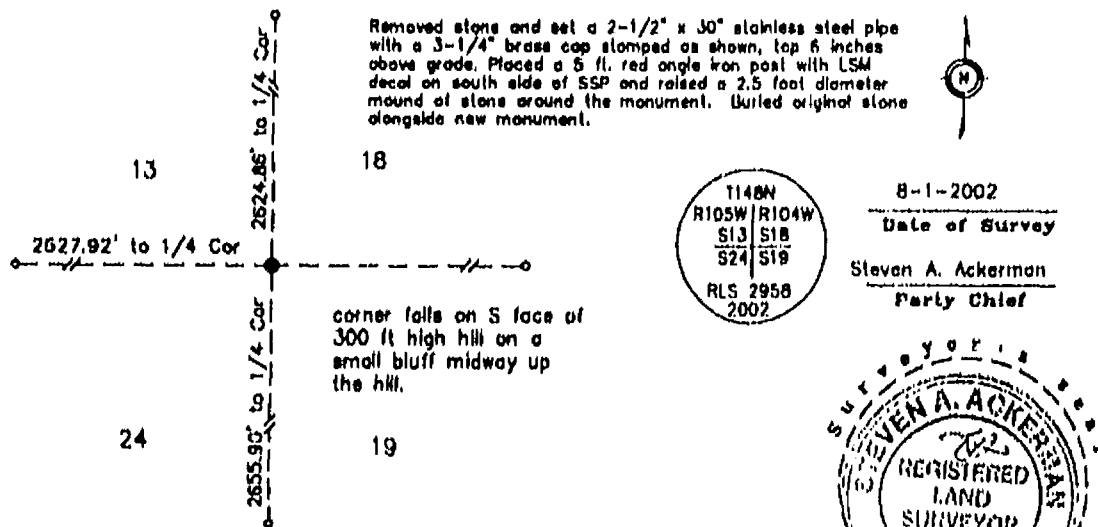 Removed stone and set a 2-1/2" x 30" stainless steel pipe
with a 3-1/4" brass cap stamped as shown, top 6 inches
above grade. Placed a 5 ft. red angle iron post with LSM
decal on south side of SSP and raised a 2.5 foot diameter
mound of stone around the monument. Buried original stone
alongside new monument.
N
2624.86' to 1/4 Cor
13
18
2627.92' to 1/4 Cor
T148N
R105W R104W
S13 S18
S24 S19
RLS 2958
2002
8-1-2002
Date of Survey
Steven A. Ackerman
Party Chief
corner falls on S face of
300 ft high hill on a
small bluff midway up
the hill.
2655.90' to 1/4 Cor
24
19
Surveyor's Seal
STEVEN A. ACKERMAN
REGISTERED
LAND
SURVEYOR